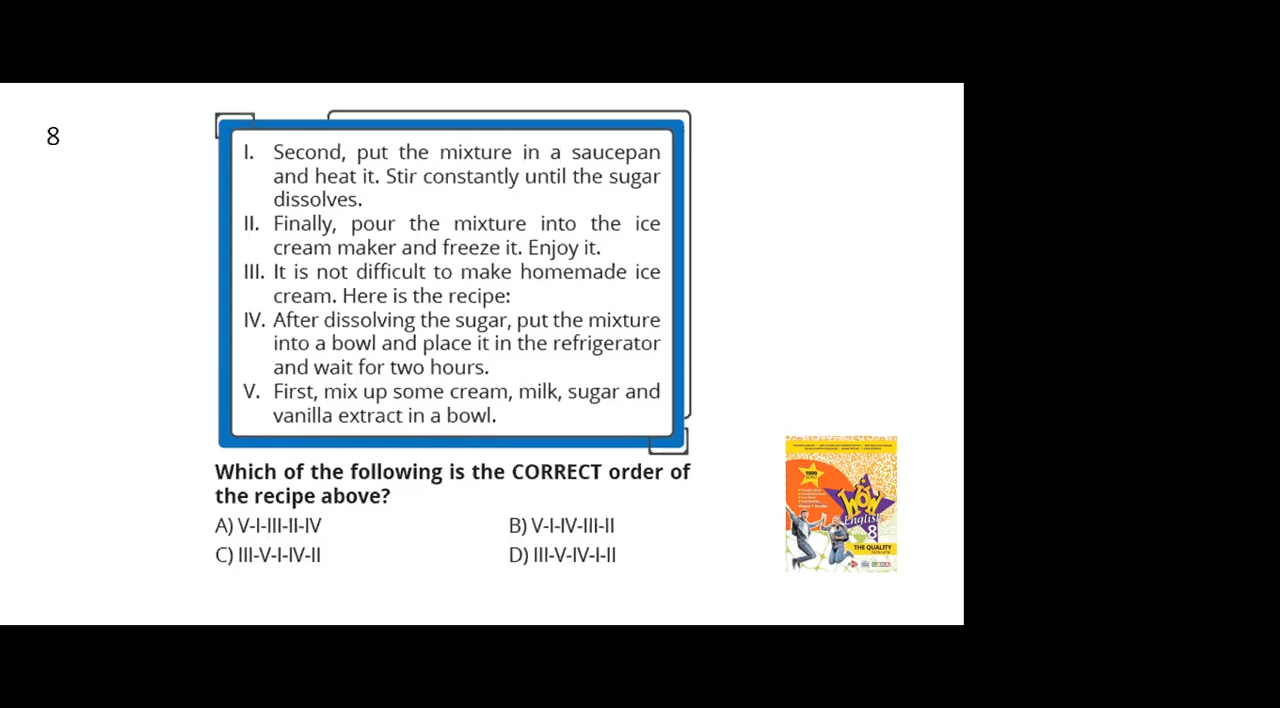 8
I. Second, put the mixture in a saucepan
and heat it. Stir constantly until the sugar
dissolves.
II. Finally, pour the mixture into the ice
cream maker and freeze it. Enjoy it.
III. It is not difficult to make homemade ice
cream. Here is the recipe:
IV. After dissolving the sugar, put the mixture
into a bowl and place it in the refrigerator
and wait for two hours.
V. First, mix up some cream, milk, sugar and
vanilla extract in a bowl.
Which of the following is the CORRECT order of
the recipe above?
A) V-I-III-II-IV
B) V-I-IV-III-II
C) III-V-I-IV-II
D) III-V-IV-I-II
1000
WOW
English
8
THE QUALITY